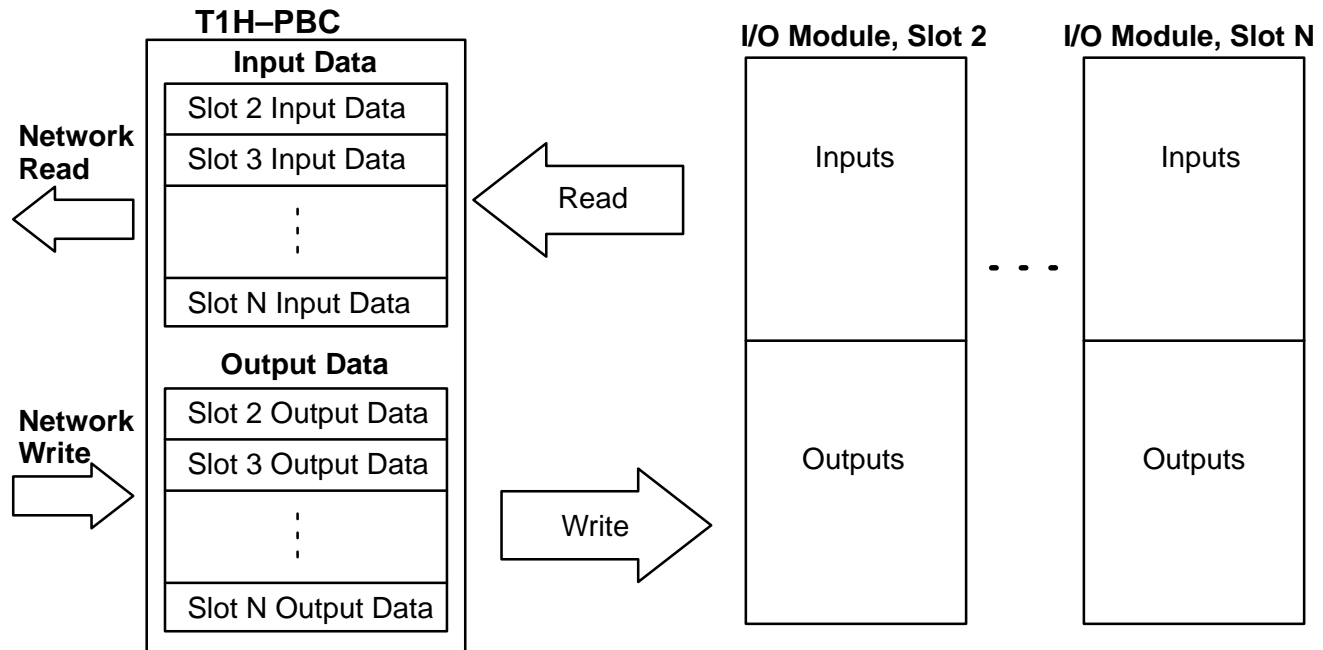 T1H–PBC
Input Data
Slot 2 Input Data
Slot 3 Input Data
Slot N Input Data
Output Data
Slot 2 Output Data
Slot 3 Output Data
Slot N Output Data
Network
Read
Network
Write
Read
Write
I/O Module, Slot 2
Inputs
Outputs
I/O Module, Slot N
Inputs
Outputs